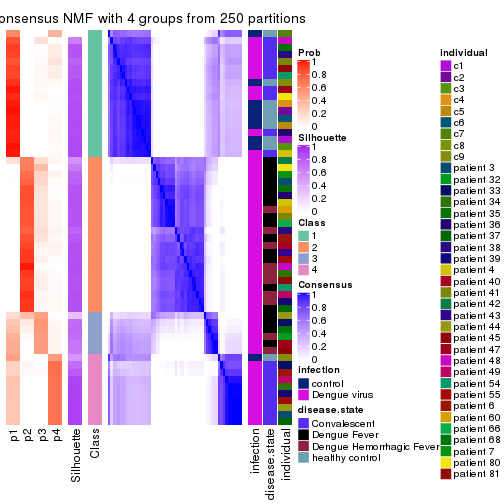 onsensus NMF with 4 groups from 250 partitions
p1
p2
p3
p4
Silhouette
Class
infection
disease.state
individual
Prob
1
0.8
0.6
0.4
0.2
0
Silhouette
1
0.8
0.6
0.4
0.2
0
Class
1
2
3
4
Consensus
1
0.8
0.6
0.4
0.2
0
infection
control
Dengue virus
disease.state
Convalescent
Dengue Fever
Dengue Hemorrhagic Fever
healthy control
individual
c1
c2
c3
c4
c5
c6
c7
c8
c9
patient 3
patient 32
patient 33
patient 34
patient 35
patient 36
patient 37
patient 38
patient 39
patient 4
patient 40
patient 41
patient 42
patient 43
patient 44
patient 45
patient 47
patient 48
patient 49
patient 54
patient 55
patient 6
patient 60
patient 66
patient 68
patient 7
patient 80
patient 81